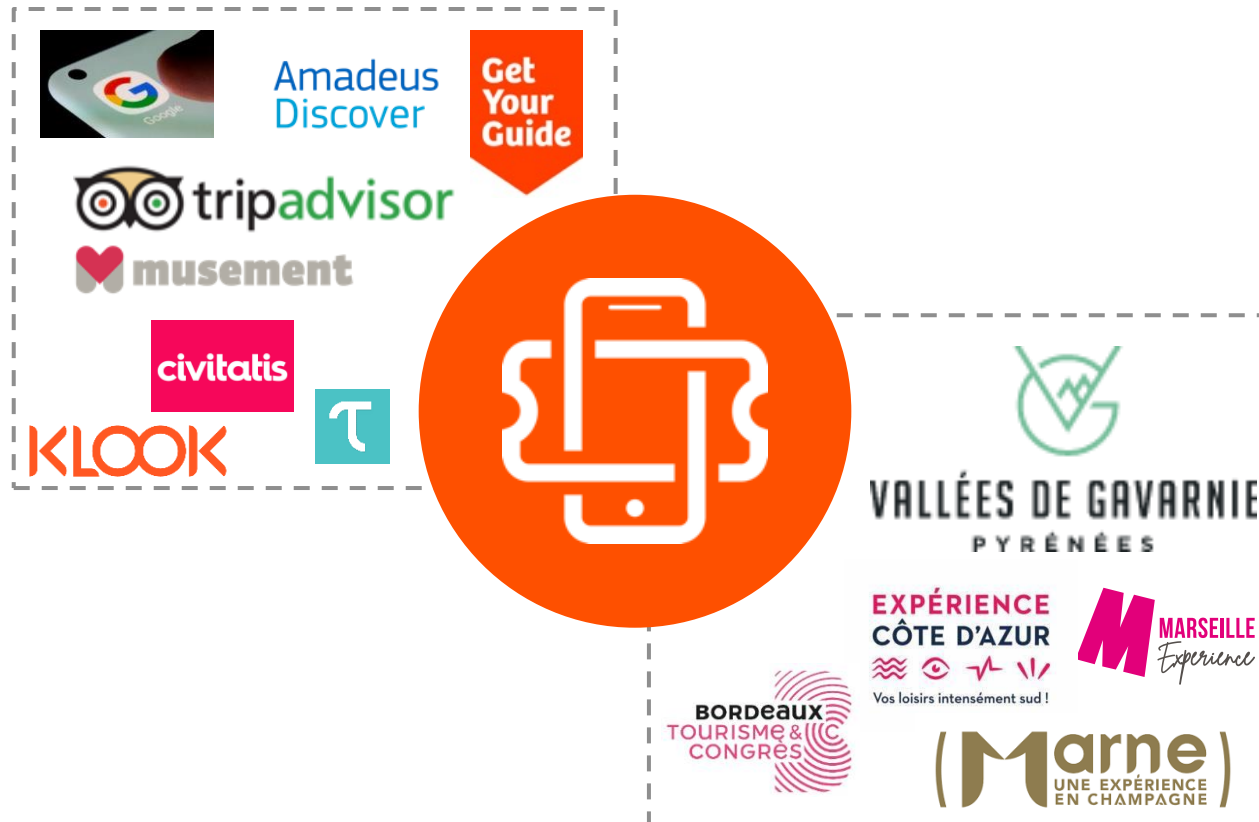 Google
Amadeus
Discover
Get
Your
Guide
tripadvisor
musement
civitatis
KLOOK
VALLÉES DE GAVARNIE
PYRÉNÉES
EXPÉRIENCE
CÔTE D'AZUR
Vos loisirs intensément sud !
MARSEILLE
Experience
BORDeaux
TOURISMe &
CONGRès
(Marne)
UNE EXPÉRIENCE
EN CHAMPAGNE